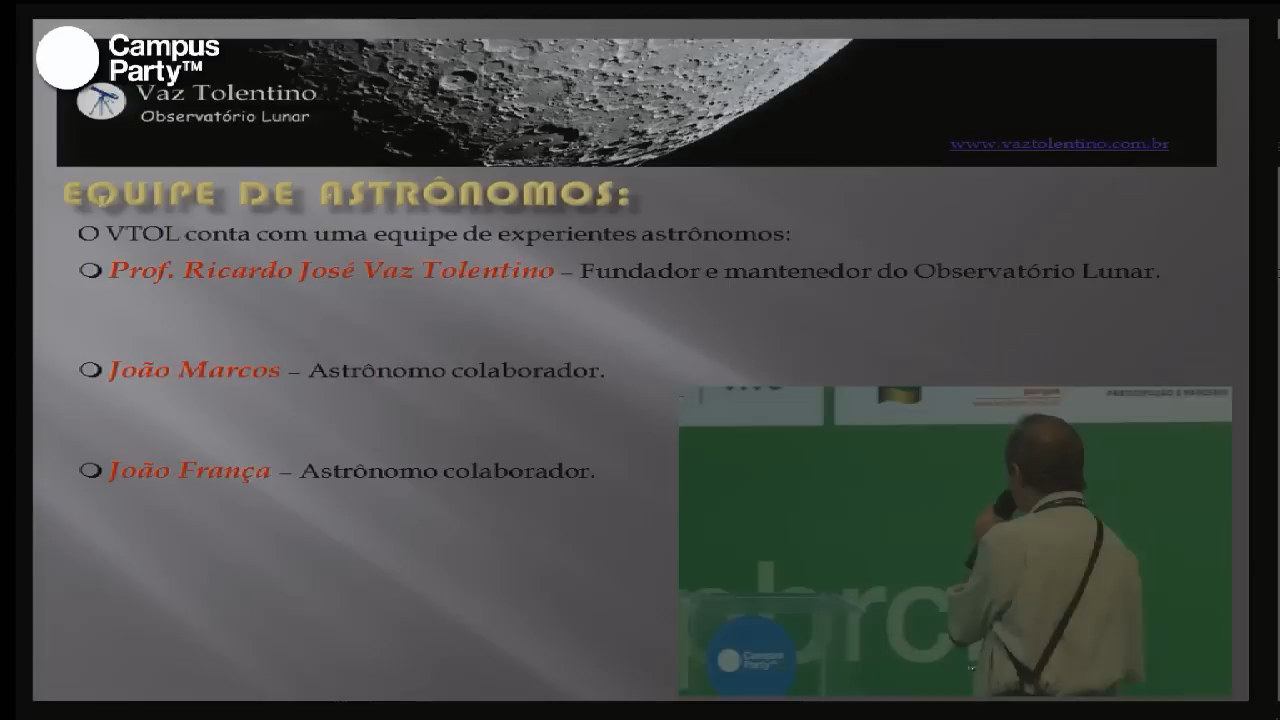 Campus
Party™
Vaz Tolentino
Observatório Lunar
www.vaztolentino.com.br
EQUIPE DE ASTRÔNOMOS:
O VTOL conta com uma equipe de experientes astrônomos:
Prof. Ricardo José Vaz Tolentino – Fundador e mantenedor do Observatório Lunar.
João Marcos – Astrônomo colaborador.
João França – Astrônomo colaborador.
Campus
Party